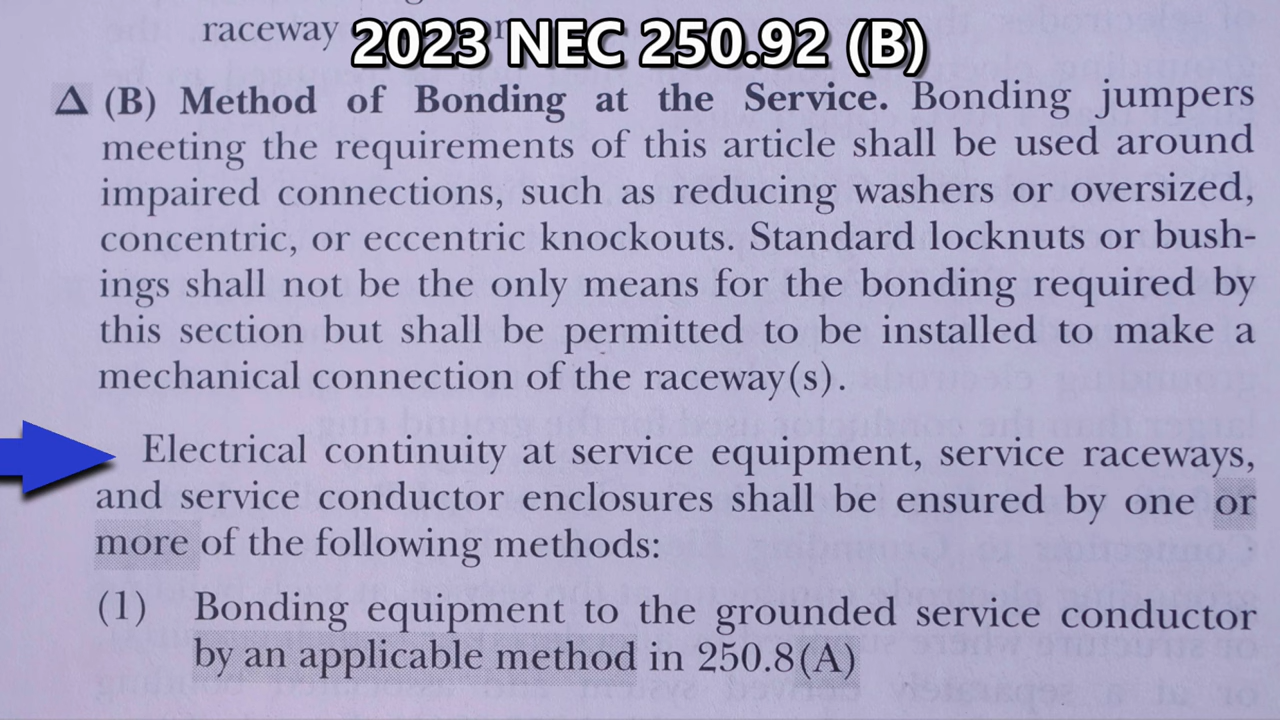 raceway
2023 NEC 250.92 (B)
Δ (B) Method of Bonding at the Service. Bonding jumpers
meeting the requirements of this article shall be used around
impaired connections, such as reducing washers or oversized,
concentric, or eccentric knockouts. Standard locknuts or bush-
ings shall not be the only means for the bonding required by
this section but shall be permitted to be installed to make a
mechanical connection of the raceway(s).
Electrical continuity at service equipment, service raceways,
and service conductor enclosures shall be ensured by one or
more of the following methods:
(1) Bonding equipment to the grounded service conductor
by an applicable method in 250.8(A)